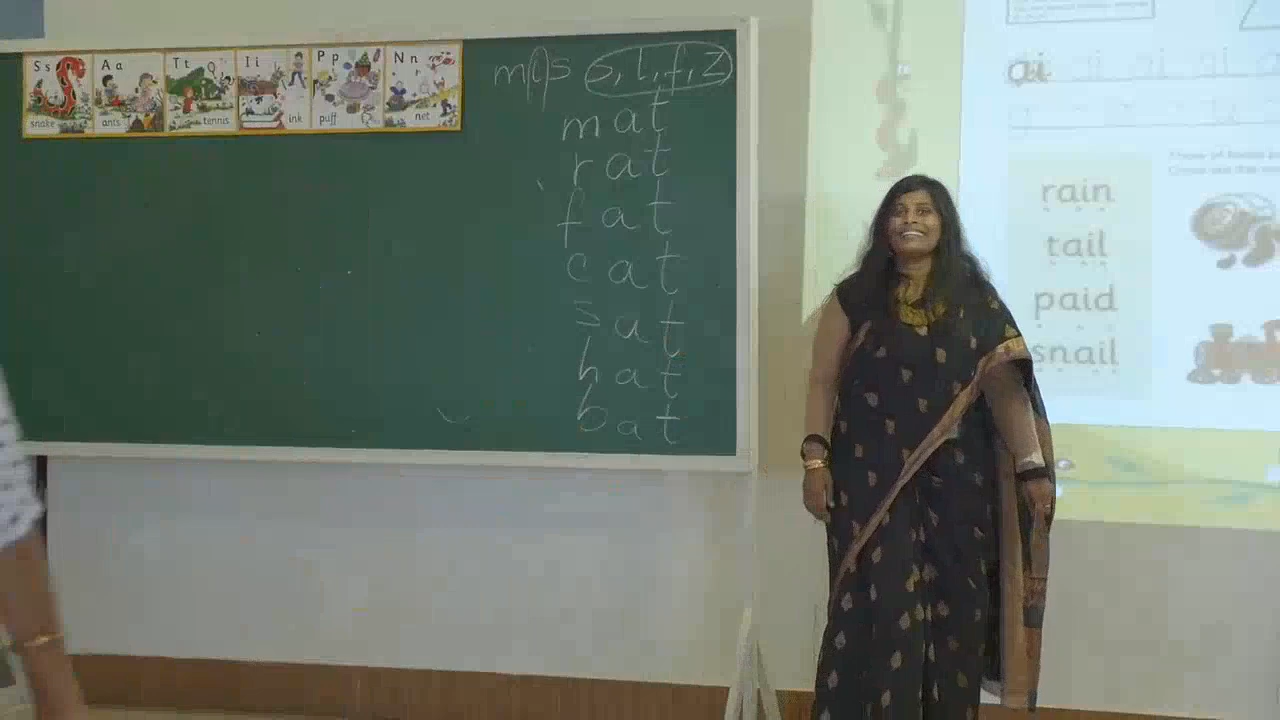 Ss Aa Tt Ii Pp Nn
snake ants tennis ink puff net
s, l, f, z
mat
rat
fat
cat
sat
hat
bat
ai
rain
tail
paid
snail